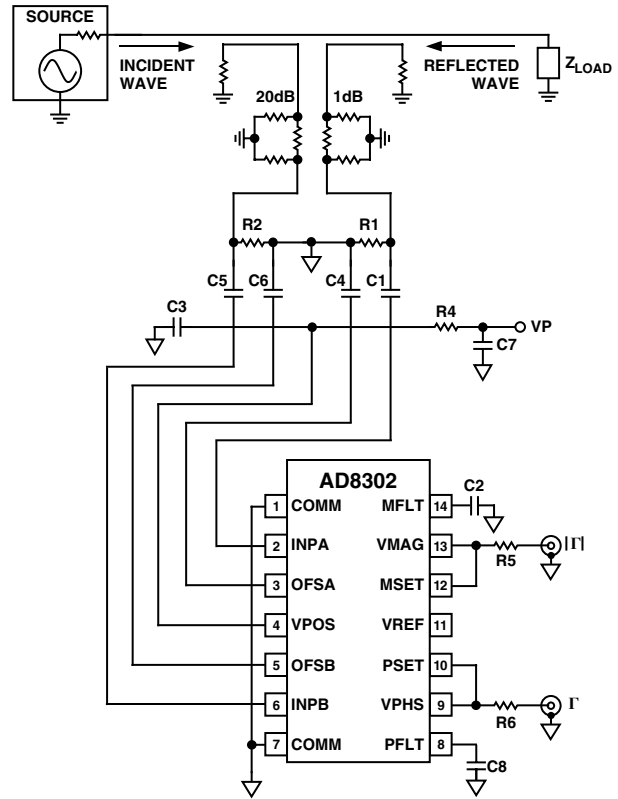 SOURCE
INCIDENT
WAVE
REFLECTED
WAVE
ZLOAD
20dB
1dB
R2
R1
C5
C6
C4
C1
C3
R4
VP
C7
AD8302
1
COMM
MFLT
14
C2
2
INPA
VMAG
13
R5
|Γ|
3
OFSA
MSET
12
4
VPOS
VREF
11
5
OFSB
PSET
10
6
INPB
VPHS
9
R6
Γ
7
COMM
PFLT
8
C8